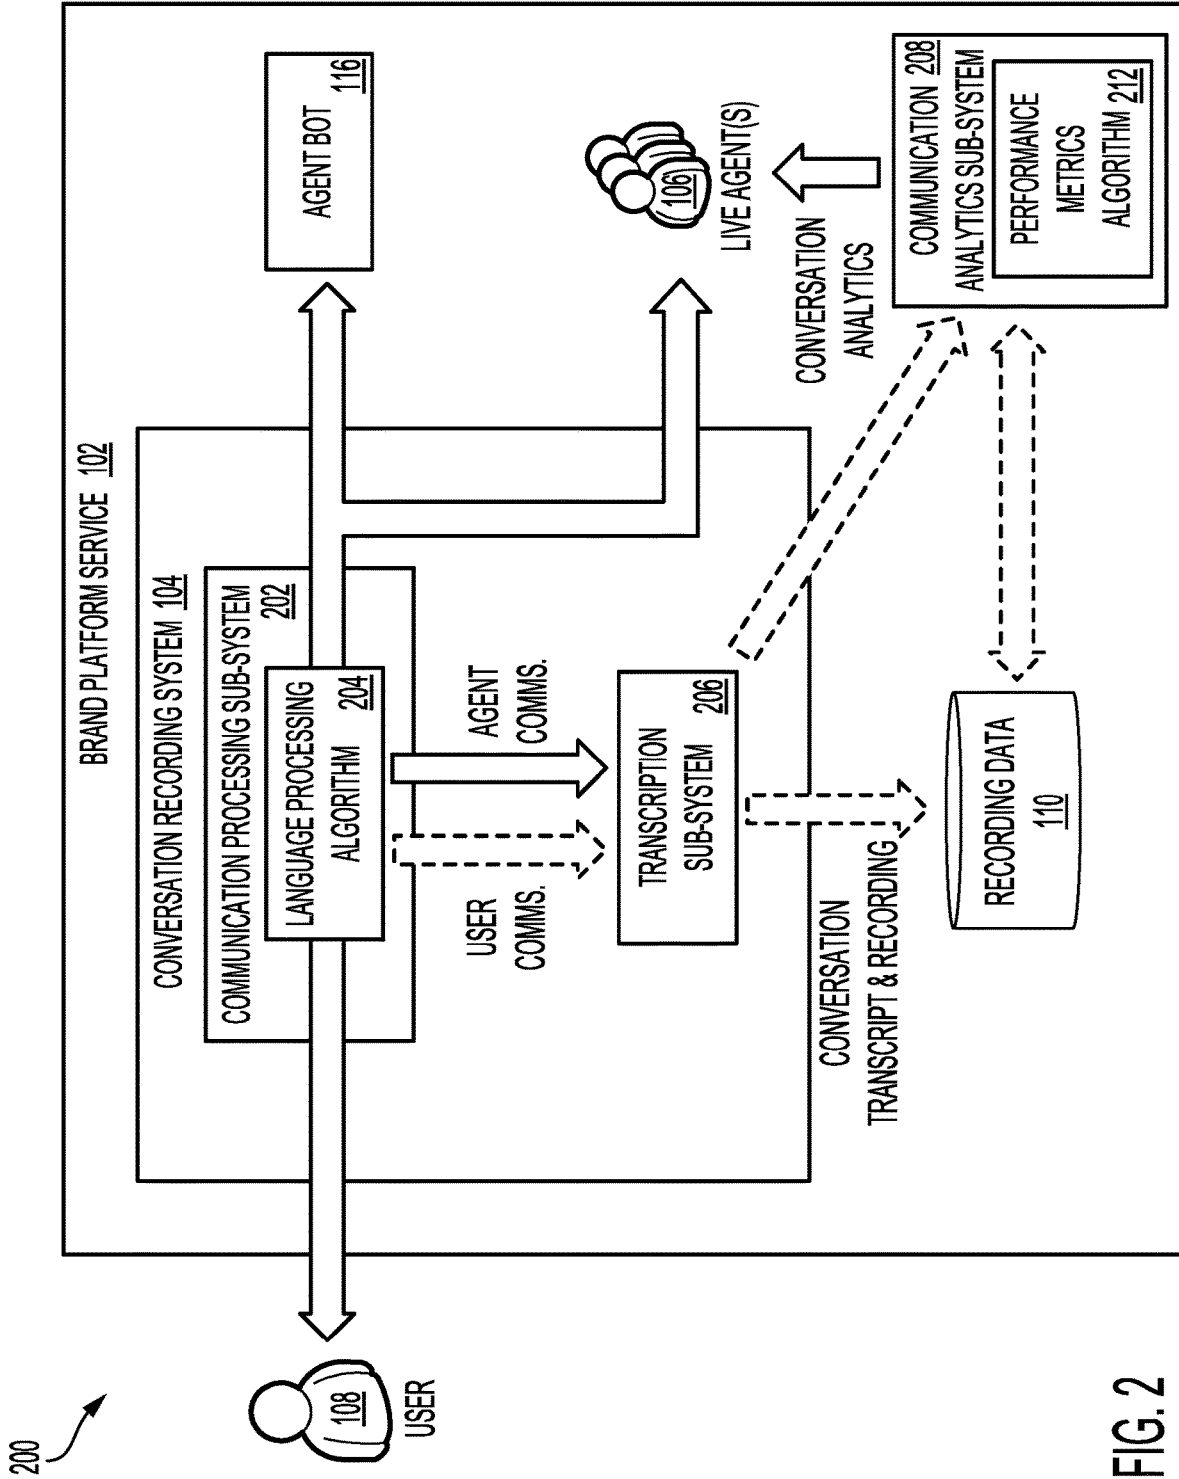 200
BRAND PLATFORM SERVICE 102
CONVERSATION RECORDING SYSTEM 104
COMMUNICATION PROCESSING SUB-SYSTEM
202
LANGUAGE PROCESSING
ALGORITHM 204
USER
COMMS.
AGENT
COMMS.
TRANSCRIPTION 206
SUB-SYSTEM
108
USER
AGENT BOT 116
106
LIVE AGENT(S)
CONVERSATION
ANALYTICS
CONVERSATION
TRANSCRIPT & RECORDING
RECORDING DATA
110
COMMUNICATION 208
ANALYTICS SUB-SYSTEM
PERFORMANCE
METRICS
ALGORITHM 212
FIG. 2